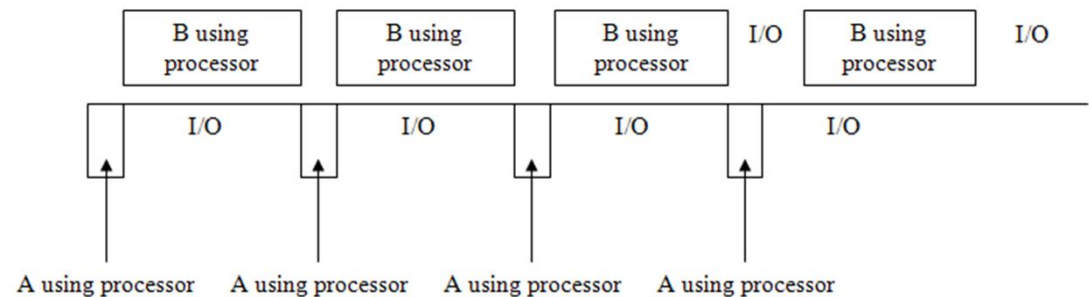 B using
processor
B using
processor
B using
processor
I/O
B using
processor
I/O
I/O
I/O
I/O
I/O
A using processor
A using processor
A using processor
A using processor